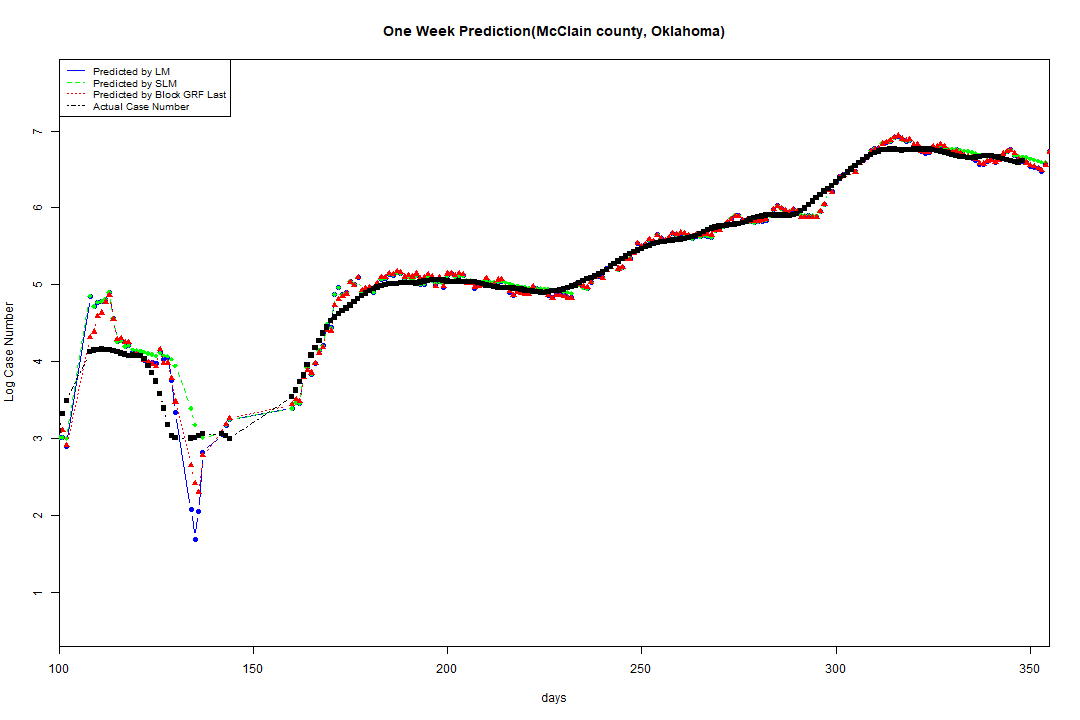 One Week Prediction(McClain county, Oklahoma)
Predicted by LM
Predicted by SLM
Predicted by Block GRF Last
Actual Case Number
7
6
5
4
3
2
1
Log Case Number
100 150 200 250 300 350
days